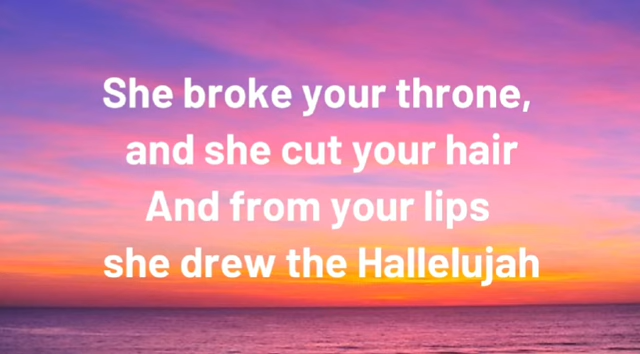 She broke your throne,
and she cut your hair
And from your lips
she drew the Hallelujah